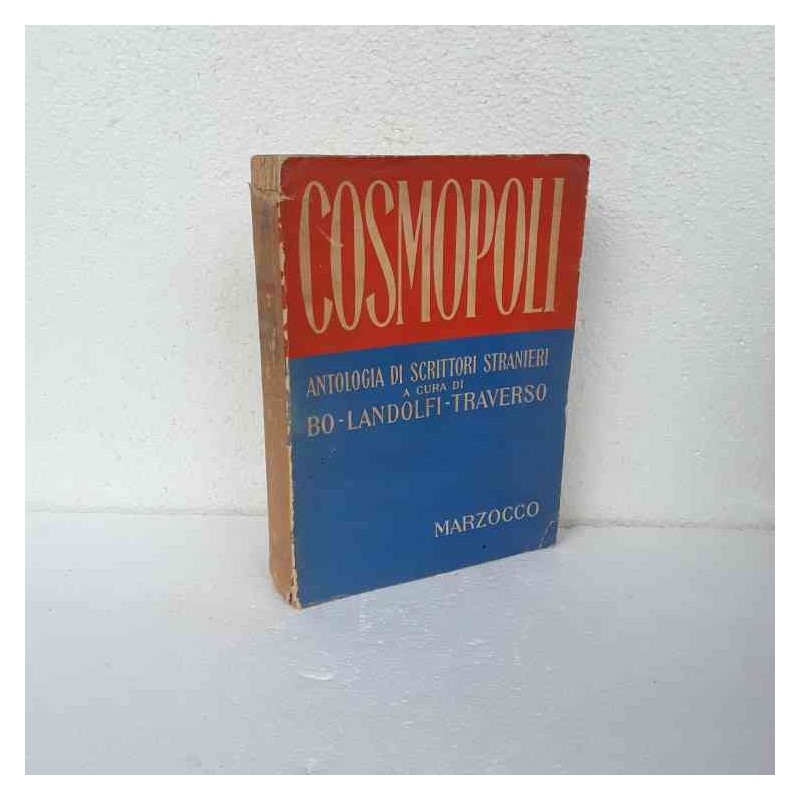 COSMOPOLI
ANTOLOGIA DI SCRITTORI STRANIERI
A CURA DI
BO-LANDOLFI-TRAVERSO
MARZOCCO